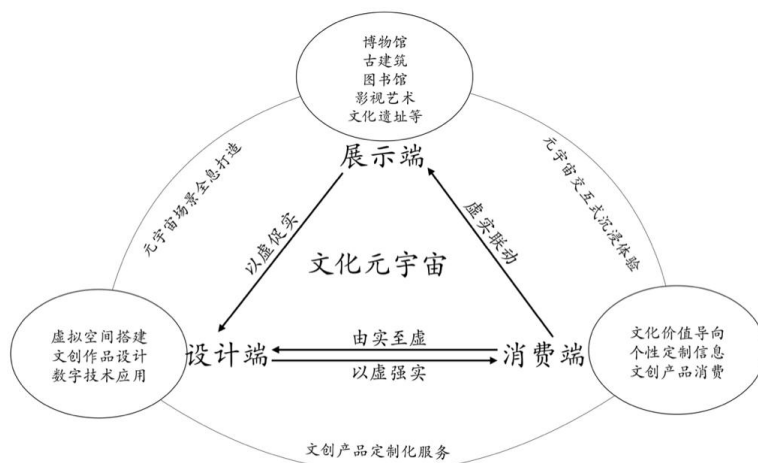 博物馆
古建筑
图书馆
影视艺术
文化遗址等
展示端
元宇宙场景全息打造
元宇宙交互式沉浸体验
以虚促实
虚实联动
文化元宇宙
虚拟空间搭建
文创作品设计
数字技术应用
设计端
由实至虚
以虚强实
消费端
文化价值导向
个性定制信息
文创产品消费
文创产品定制化服务